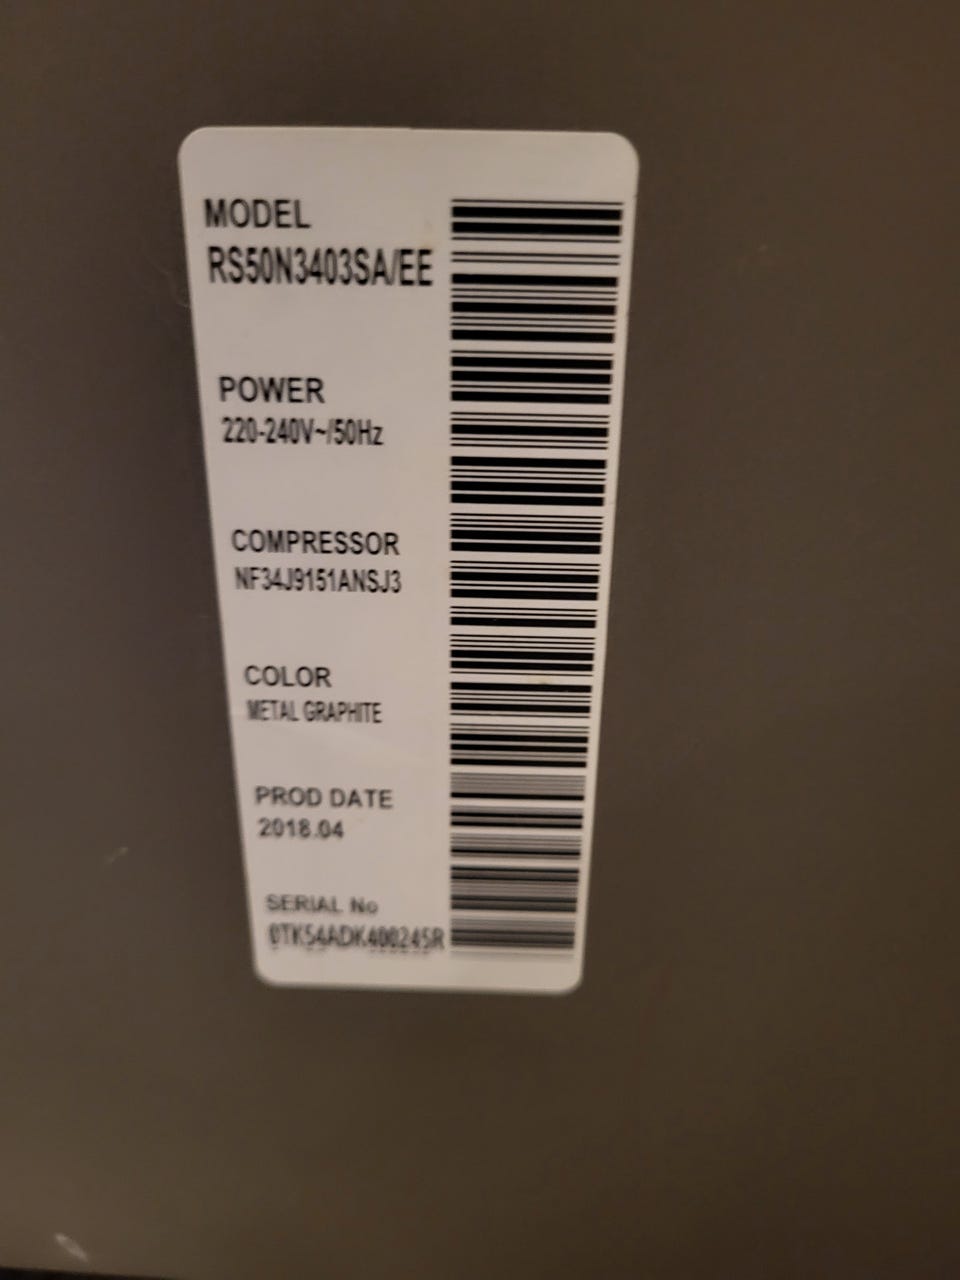 MODEL
RS50N3403SA/EE
POWER
220-240V~/50Hz
COMPRESSOR
NF34J9151ANSJ3
COLOR
METAL GRAPHITE
PROD DATE
2018.04
SERIAL No
0TK54ADK400245R